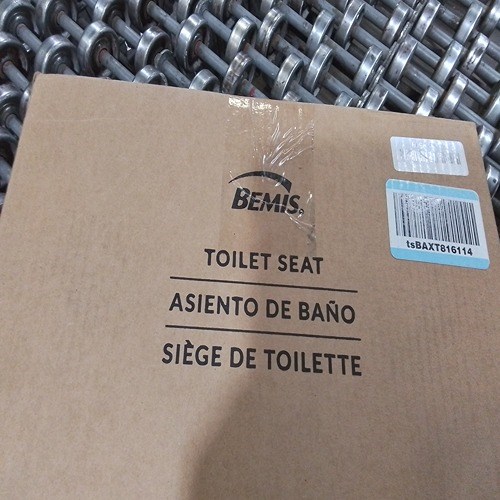 BEMIS
TOILET SEAT
ASIENTO DE BAÑO
SIÈGE DE TOILETTE
tsBAXT816114